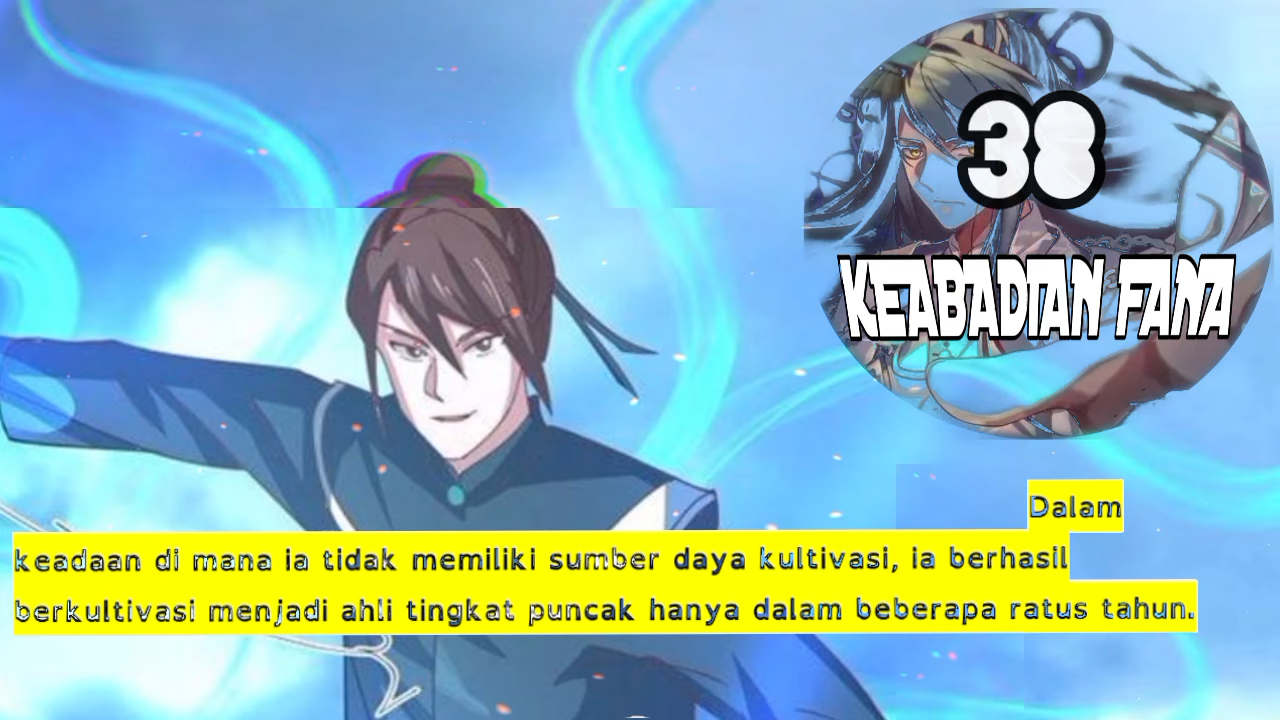 38
KEABADIAN FANA
Dalam
keadaan di mana ia tidak memiliki sumber daya kultivasi, ia berhasil
berkultivasi menjadi ahli tingkat puncak hanya dalam beberapa ratus tahun.